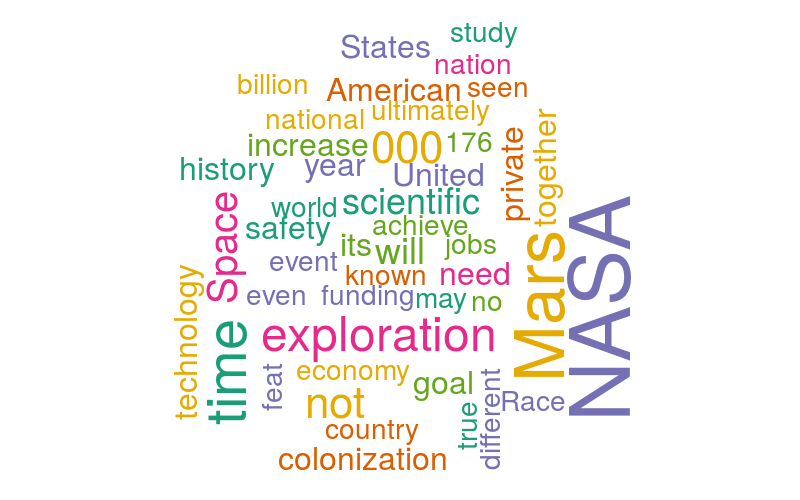 study
States
nation
billion
American
seen
national
ultimately
increase
000
176
private
together
history
year
United
world
scientific
Space
safety
achieve
its
will
jobs
NASA
Mars
event
known
need
technology
even
funding
may
no
time
exploration
feat
economy
goal
different
not
Race
true
country
colonization